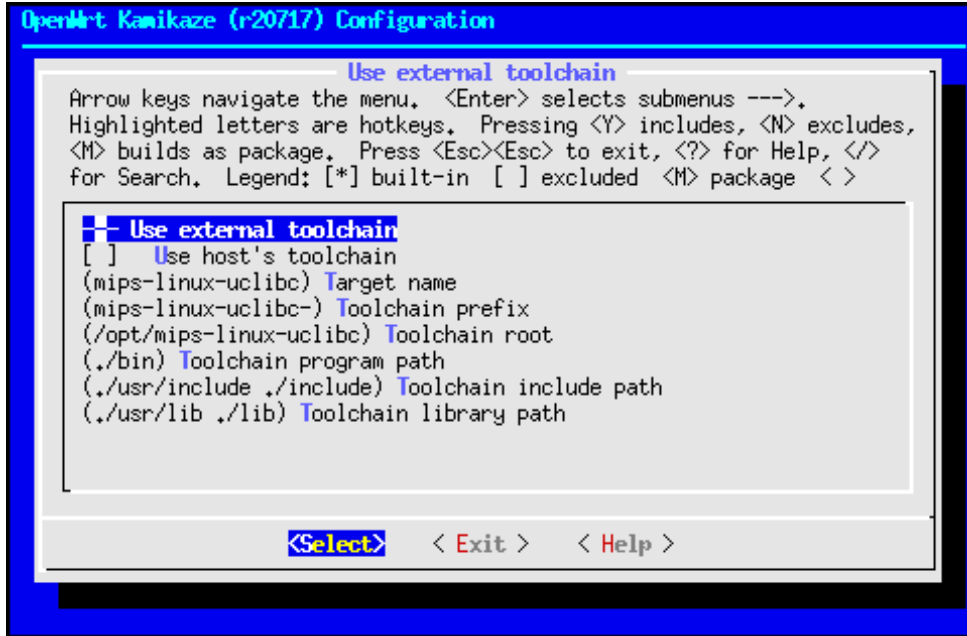 OpenWrt Kamikaze (r20717) Configuration
Use external toolchain
Arrow keys navigate the menu.  <Enter> selects submenus --->.
Highlighted letters are hotkeys.  Pressing <Y> includes, <N> excludes,
<M> builds as package.  Press <Esc><Esc> to exit, <?> for Help, </>
for Search.  Legend: [*] built-in  [ ] excluded  <M> package  < >
--- Use external toolchain
[ ]   Use host's toolchain
(mips-linux-uclibc) Target name
(mips-linux-uclibc-) Toolchain prefix
(/opt/mips-linux-uclibc) Toolchain root
(./bin) Toolchain program path
(./usr/include ./include) Toolchain include path
(./usr/lib ./lib) Toolchain library path
<Select>    < Exit >    < Help >